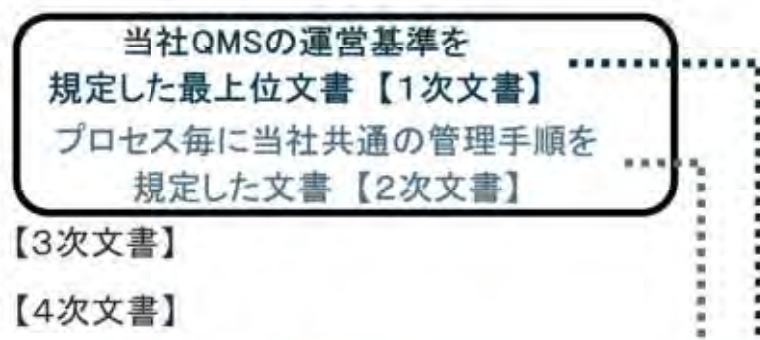 当社QMSの運営基準を
規定した最上位文書【1次文書】
プロセス毎に当社共通の管理手順を
規定した文書【2次文書】
【3次文書】
【4次文書】